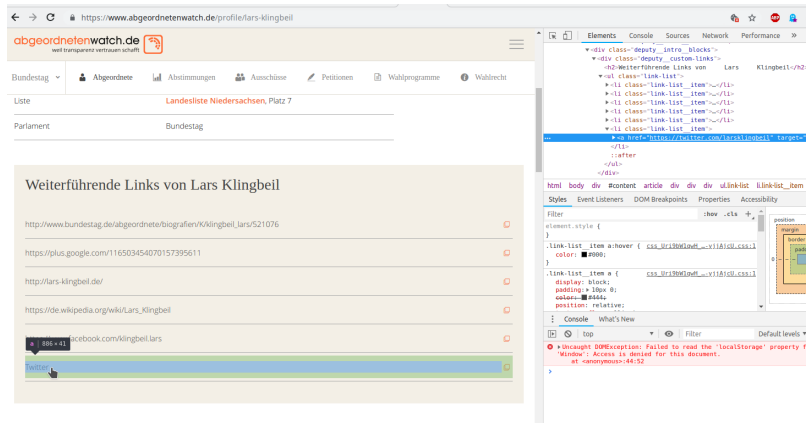 https://www.abgeordnetenwatch.de/profile/lars-klingbeil
ABP
abgeordnetenwatch.de
weil transparenz vertrauen schafft
Bundestag
Abgeordnete
Abstimmungen
Ausschüsse
Petitionen
Wahlprogramme
Wahlrecht
Liste Landesliste Niedersachsen, Platz 7
Parlament Bundestag
Weiterführende Links von Lars Klingbeil
http://www.bundestag.de/abgeordnete/biografien/K/klingbeil_lars/521076
https://plus.google.com/116503454070157395611
http://lars-klingbeil.de/
https://de.wikipedia.org/wiki/Lars_Klingbeil
facebook.com/klingbeil.lars
a 886 × 41
Twitter
Elements Console Sources Network Performance »
▼<div class="deputy__intro__blocks">
▼<div class="deputy__custom-links">
<h2>Weiterführende Links von Lars Klingbeil</h2>
▼<ul class="link-list">
▶<li class="link-list__item">…</li>
▶<li class="link-list__item">…</li>
▶<li class="link-list__item">…</li>
▶<li class="link-list__item">…</li>
▶<li class="link-list__item">…</li>
▼<li class="link-list__item">
… ▶<a href="https://twitter.com/larsklingbeil" target="
</li>
::after
</ul>
</div>
html body div #content article div div div ul.link-list li.link-list__item
Styles Event Listeners DOM Breakpoints Properties Accessibility
Filter :hov .cls +
element.style {
}
.link-list__item a:hover {
color: #000;
}
.link-list__item a {
display: block;
padding: ▶ 10px 0;
color: #444;
position: relative;
position
margin
border
padd
0
Console What's New
top Filter Default levels ▼
▶Uncaught DOMException: Failed to read the 'localStorage' property f
'Window': Access is denied for this document.
at <anonymous>:44:52